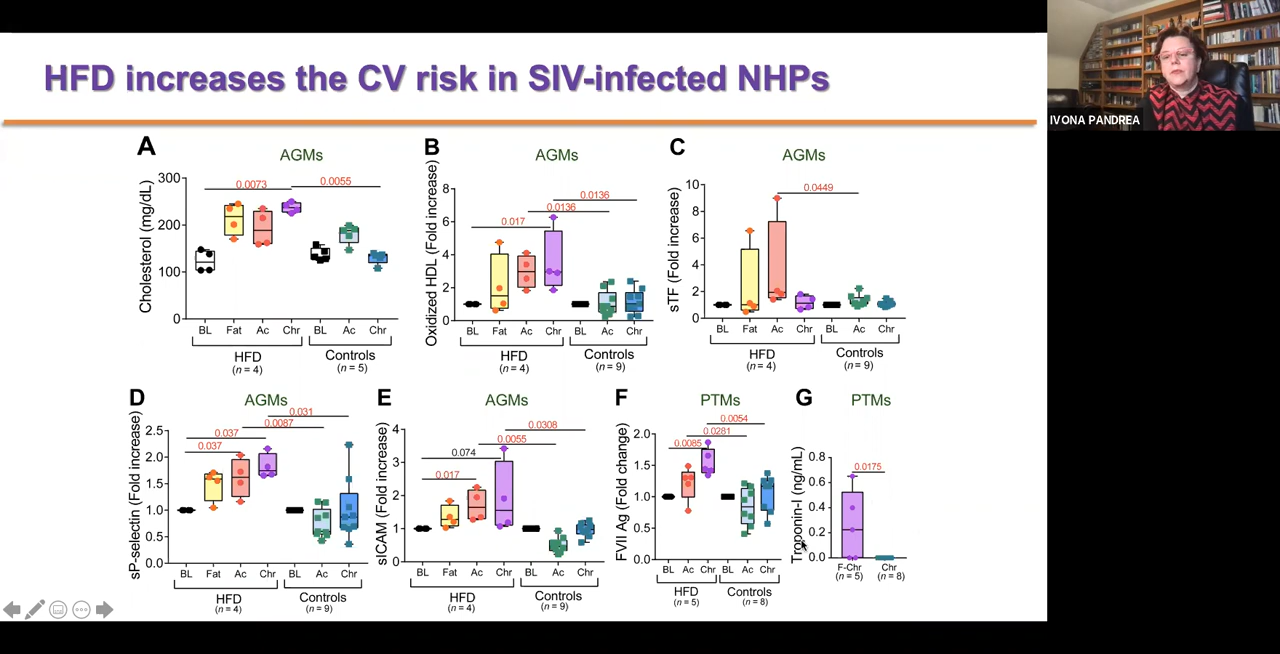 HFD increases the CV risk in SIV-infected NHPs
IVONA PANDREA
A
AGMs
Cholesterol (mg/dL)
300
200
100
0
0.0073
0.0055
BL Fat Ac Chr BL Ac Chr
HFD
(n = 4)
Controls
(n = 5)
B
AGMs
Oxidized HDL (Fold increase)
8
6
4
2
0
0.0136
0.0136
0.017
BL Fat Ac Chr BL Ac Chr
HFD
(n = 4)
Controls
(n = 9)
C
AGMs
sTF (Fold increase)
10
8
6
4
2
0
0.0449
BL Fat Ac Chr BL Ac Chr
HFD
(n = 4)
Controls
(n = 9)
D
AGMs
sP-selectin (Fold increase)
2.5
2.0
1.5
1.0
0.5
0.0
0.031
0.0087
0.037
0.037
BL Fat Ac Chr BL Ac Chr
HFD
(n = 4)
Controls
(n = 9)
E
AGMs
sICAM (Fold increase)
4
3
2
1
0
0.0308
0.0055
0.074
0.017
BL Fat Ac Chr BL Ac Chr
HFD
(n = 4)
Controls
(n = 9)
F
PTMs
FVII Ag (Fold change)
2.0
1.5
1.0
0.5
0.0
0.0054
0.0281
0.0085
BL Ac Chr BL Ac Chr
HFD
(n = 5)
Controls
(n = 8)
G
PTMs
Troponin-I (ng/mL)
0.8
0.6
0.4
0.2
0.0
0.0175
F-Chr Chr
(n = 5) (n = 8)